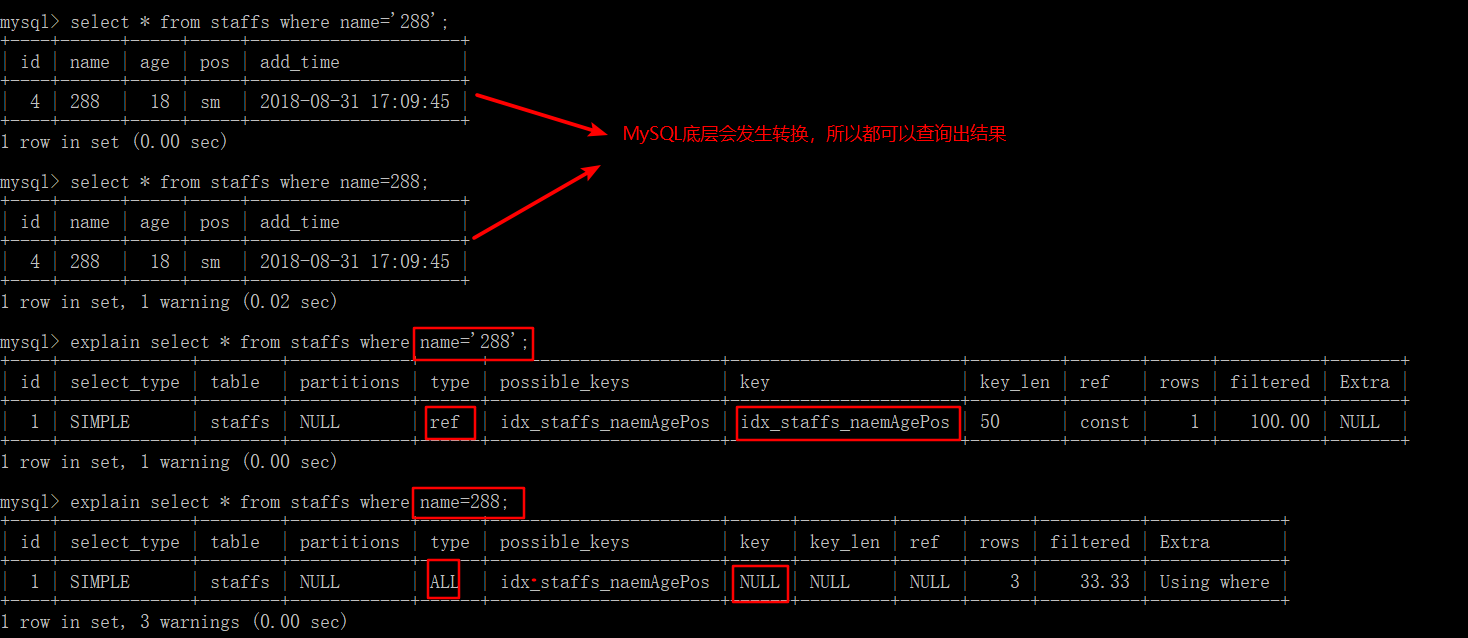 mysql> select * from staffs where name='288';
| id | name | age | pos | add_time |
| 4 | 288 | 18 | sm | 2018-08-31 17:09:45 |
1 row in set (0.00 sec)
MySQL底层会发生转换，所以都可以查询出结果
mysql> select * from staffs where name=288;
| id | name | age | pos | add_time |
| 4 | 288 | 18 | sm | 2018-08-31 17:09:45 |
1 row in set, 1 warning (0.02 sec)
mysql> explain select * from staffs where name='288';
| id | select_type | table | partitions | type | possible_keys | key | key_len | ref | rows | filtered | Extra |
| 1 | SIMPLE | staffs | NULL | ref | idx_staffs_naemAgePos | idx_staffs_naemAgePos | 50 | const | 1 | 100.00 | NULL |
1 row in set, 1 warning (0.00 sec)
mysql> explain select * from staffs where name=288;
| id | select_type | table | partitions | type | possible_keys | key | key_len | ref | rows | filtered | Extra |
| 1 | SIMPLE | staffs | NULL | ALL | idx_staffs_naemAgePos | NULL | NULL | NULL | 3 | 33.33 | Using where |
1 row in set, 3 warnings (0.00 sec)